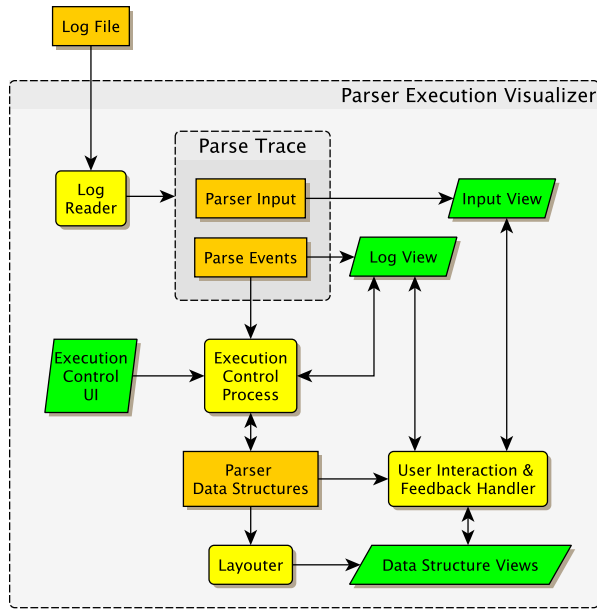 Log File
Parser Execution Visualizer
Parse Trace
Log
Reader
Parser Input
Input View
Parse Events
Log View
Execution
Control
UI
Execution
Control
Process
Parser
Data Structures
User Interaction &
Feedback Handler
Layouter
Data Structure Views